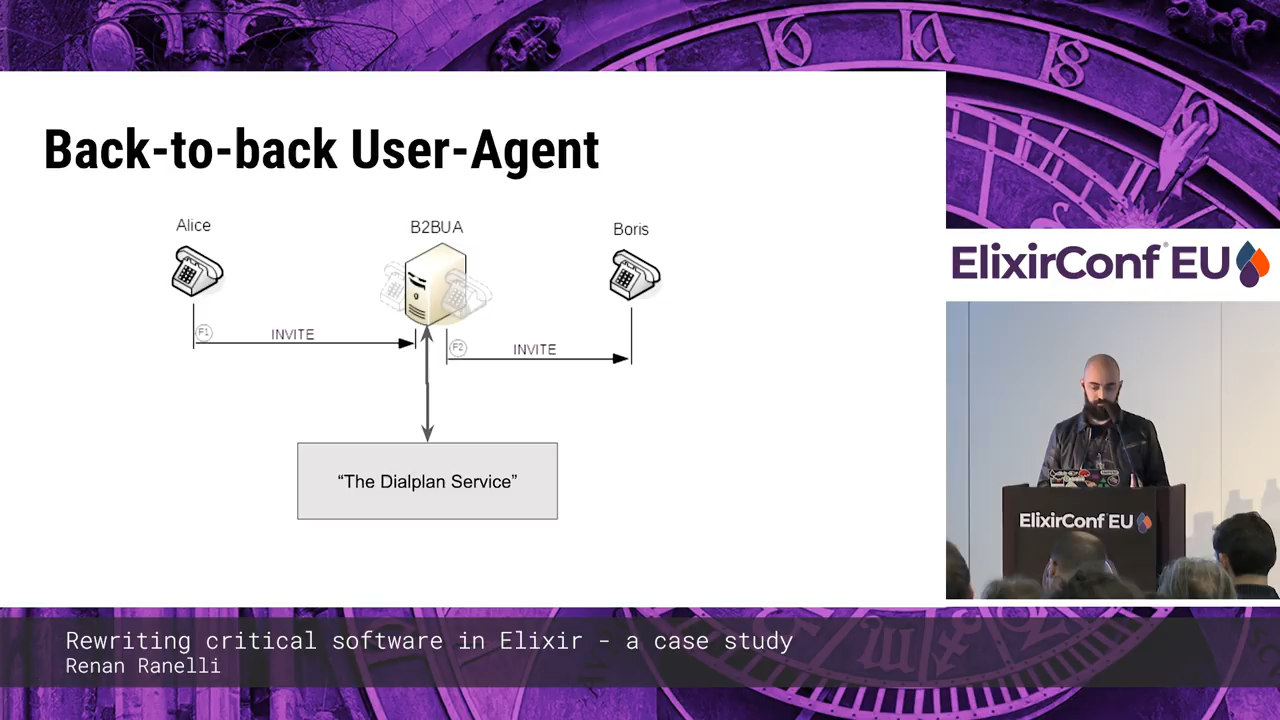 Back-to-back User-Agent
Alice
B2BUA
Boris
F1
INVITE
F2
INVITE
“The Dialplan Service”
ElixirConf® EU
ElixirConf EU
Rewriting critical software in Elixir - a case study
Renan Ranelli